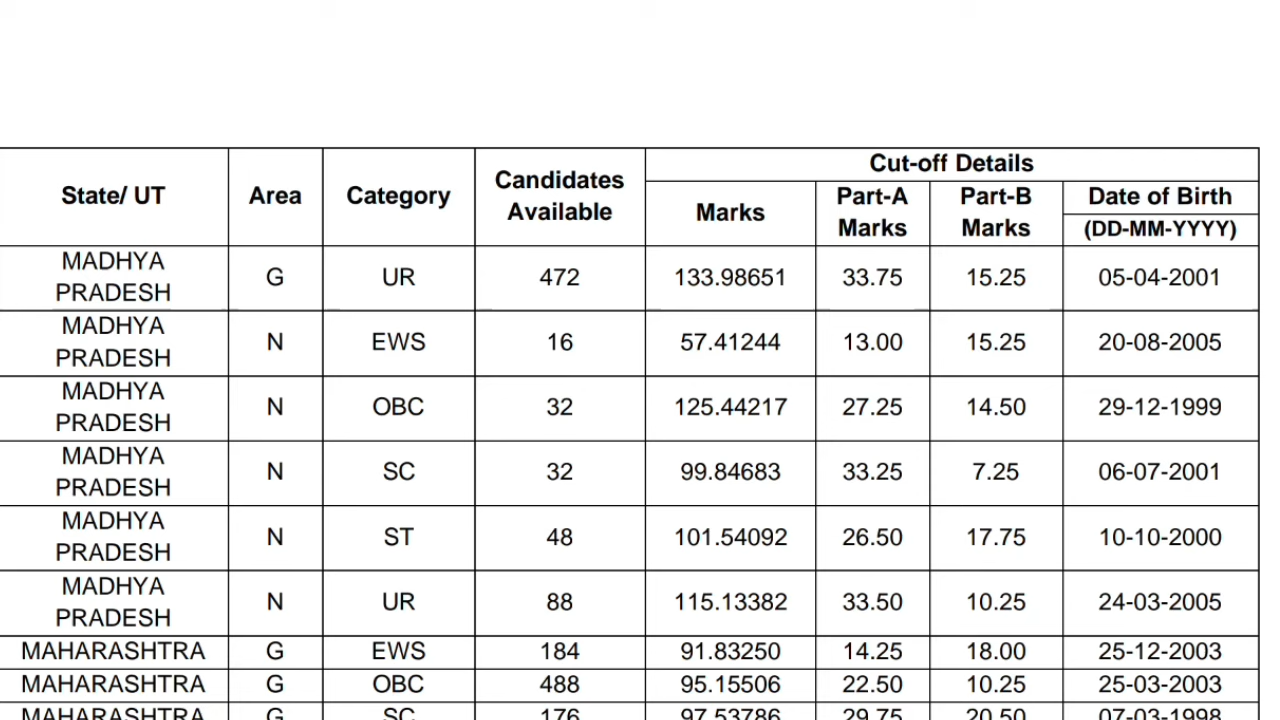 State/ UT Area Category Candidates Available Cut-off Details
Marks Part-A Marks Part-B Marks Date of Birth
(DD-MM-YYYY)
MADHYA PRADESH G UR 472 133.98651 33.75 15.25 05-04-2001
MADHYA PRADESH N EWS 16 57.41244 13.00 15.25 20-08-2005
MADHYA PRADESH N OBC 32 125.44217 27.25 14.50 29-12-1999
MADHYA PRADESH N SC 32 99.84683 33.25 7.25 06-07-2001
MADHYA PRADESH N ST 48 101.54092 26.50 17.75 10-10-2000
MADHYA PRADESH N UR 88 115.13382 33.50 10.25 24-03-2005
MAHARASHTRA G EWS 184 91.83250 14.25 18.00 25-12-2003
MAHARASHTRA G OBC 488 95.15506 22.50 10.25 25-03-2003
MAHARASHTRA G SC 176 97.53786 29.75 20.50 07-03-1998